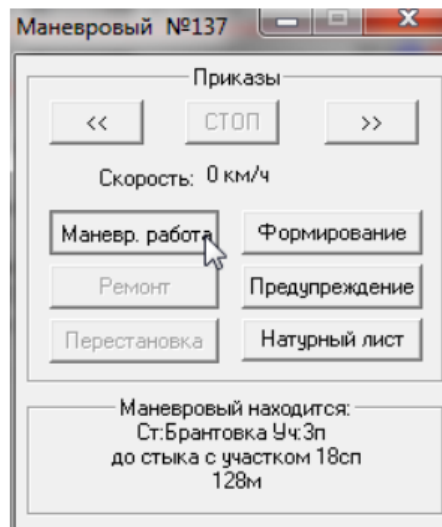 Маневровый №137
Приказы
<< СТОП >>
Скорость: 0 км/ч
Маневр. работа Формирование
Ремонт Предупреждение
Перестановка Натурный лист
Маневровый находится:
Ст:Брантовка Уч:3п
до стыка с участком 18сп
128м